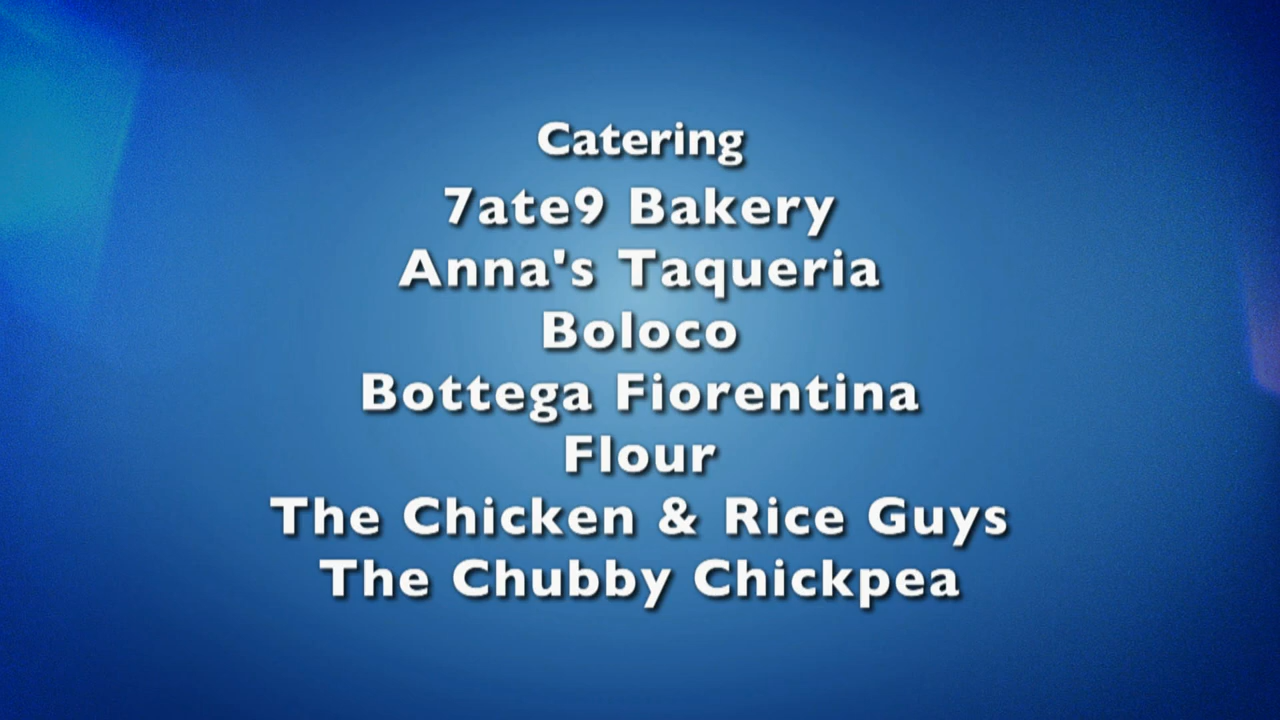 Catering
7ate9 Bakery
Anna's Taqueria
Boloco
Bottega Fiorentina
Flour
The Chicken & Rice Guys
The Chubby Chickpea